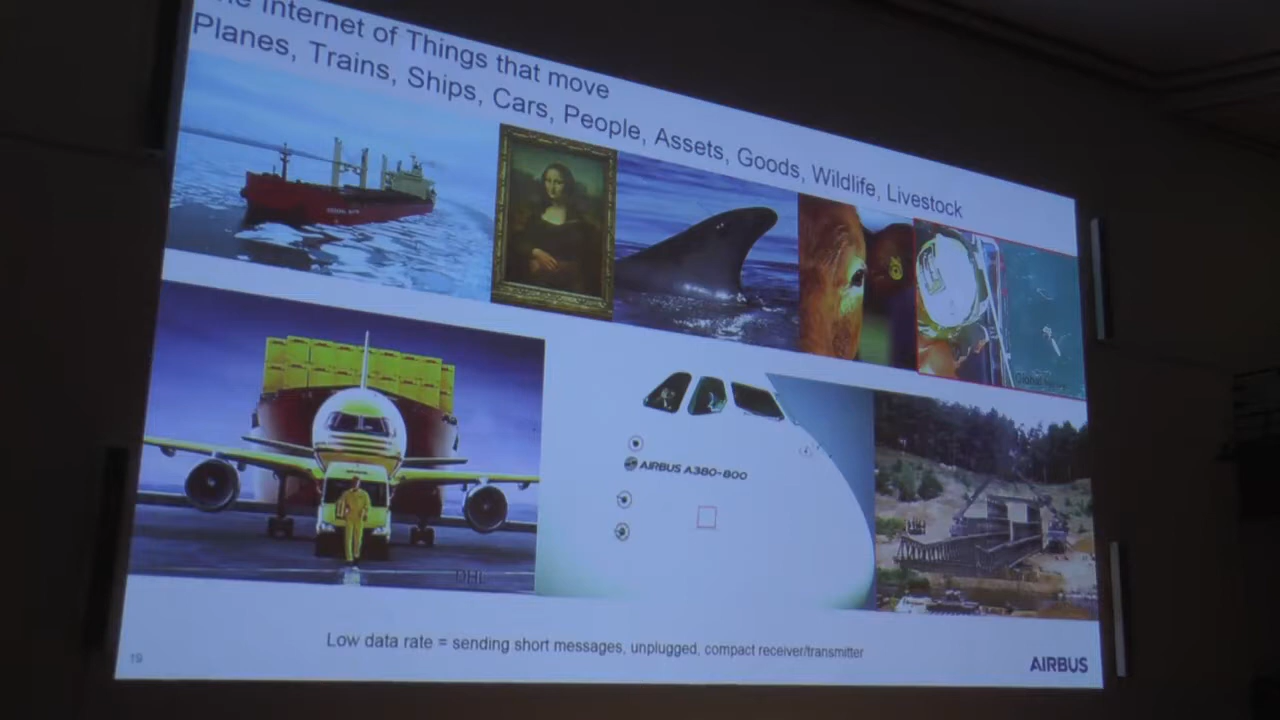 Internet of Things that move
Planes, Trains, Ships, Cars, People, Assets, Goods, Wildlife, Livestock
DHL
AIRBUS A380-800
Low data rate = sending short messages, unplugged, compact receiver/transmitter
19
AIRBUS